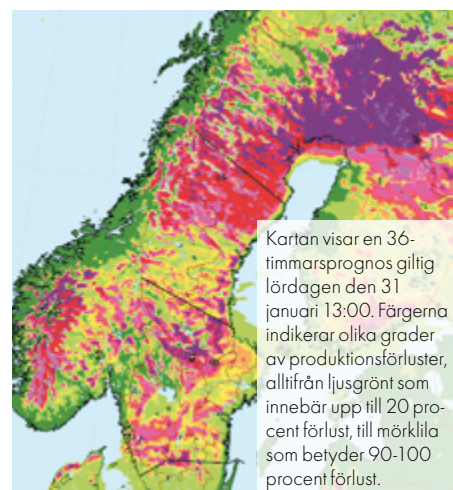 Kartan visar en 36-
timmarsprognos giltig
lördagen den 31
januari 13:00. Färgerna
indikerar olika grader
av produktionsförluster,
alltifrån ljusgrönt som
innebär upp till 20 pro-
cent förlust, till mörklila
som betyder 90-100
procent förlust.